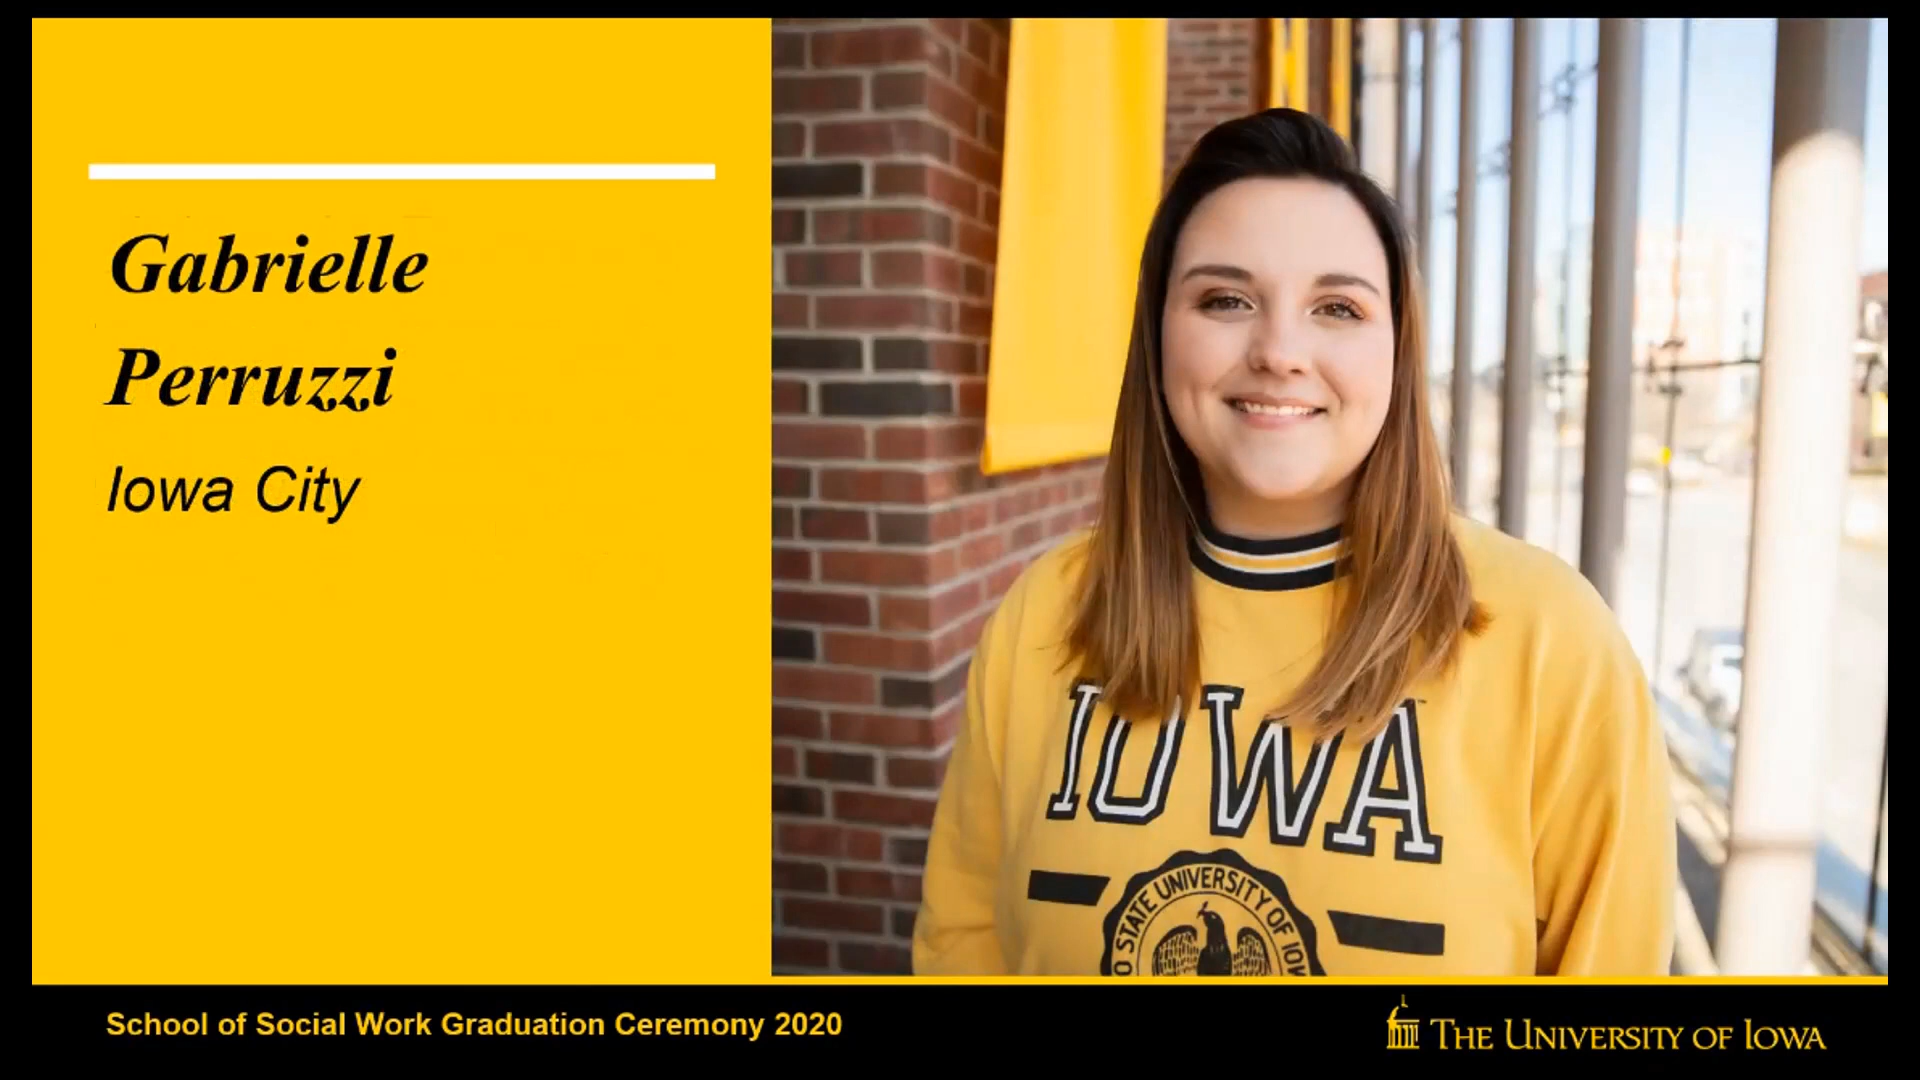 Gabrielle
Perruzzi
Iowa City
IOWA
O STATE UNIVERSITY OF IOW
School of Social Work Graduation Ceremony 2020
THE UNIVERSITY OF IOWA